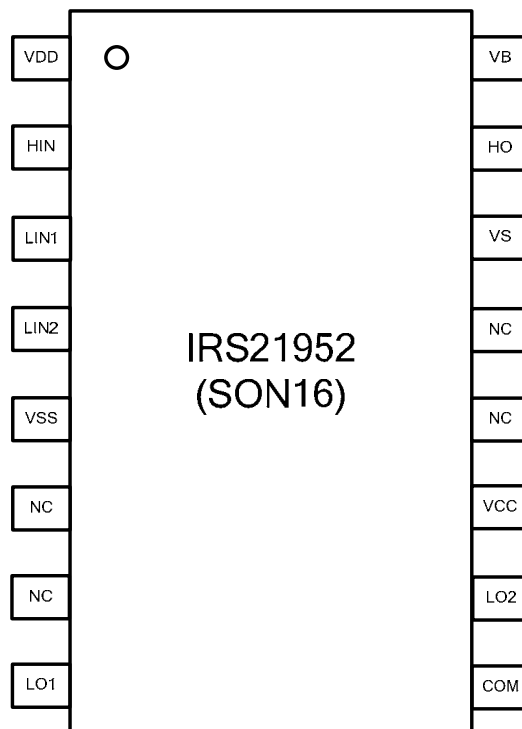 VDD
VB
HIN
HO
LIN1
VS
LIN2
NC
IRS21952
(SON16)
VSS
NC
NC
VCC
NC
LO2
LO1
COM